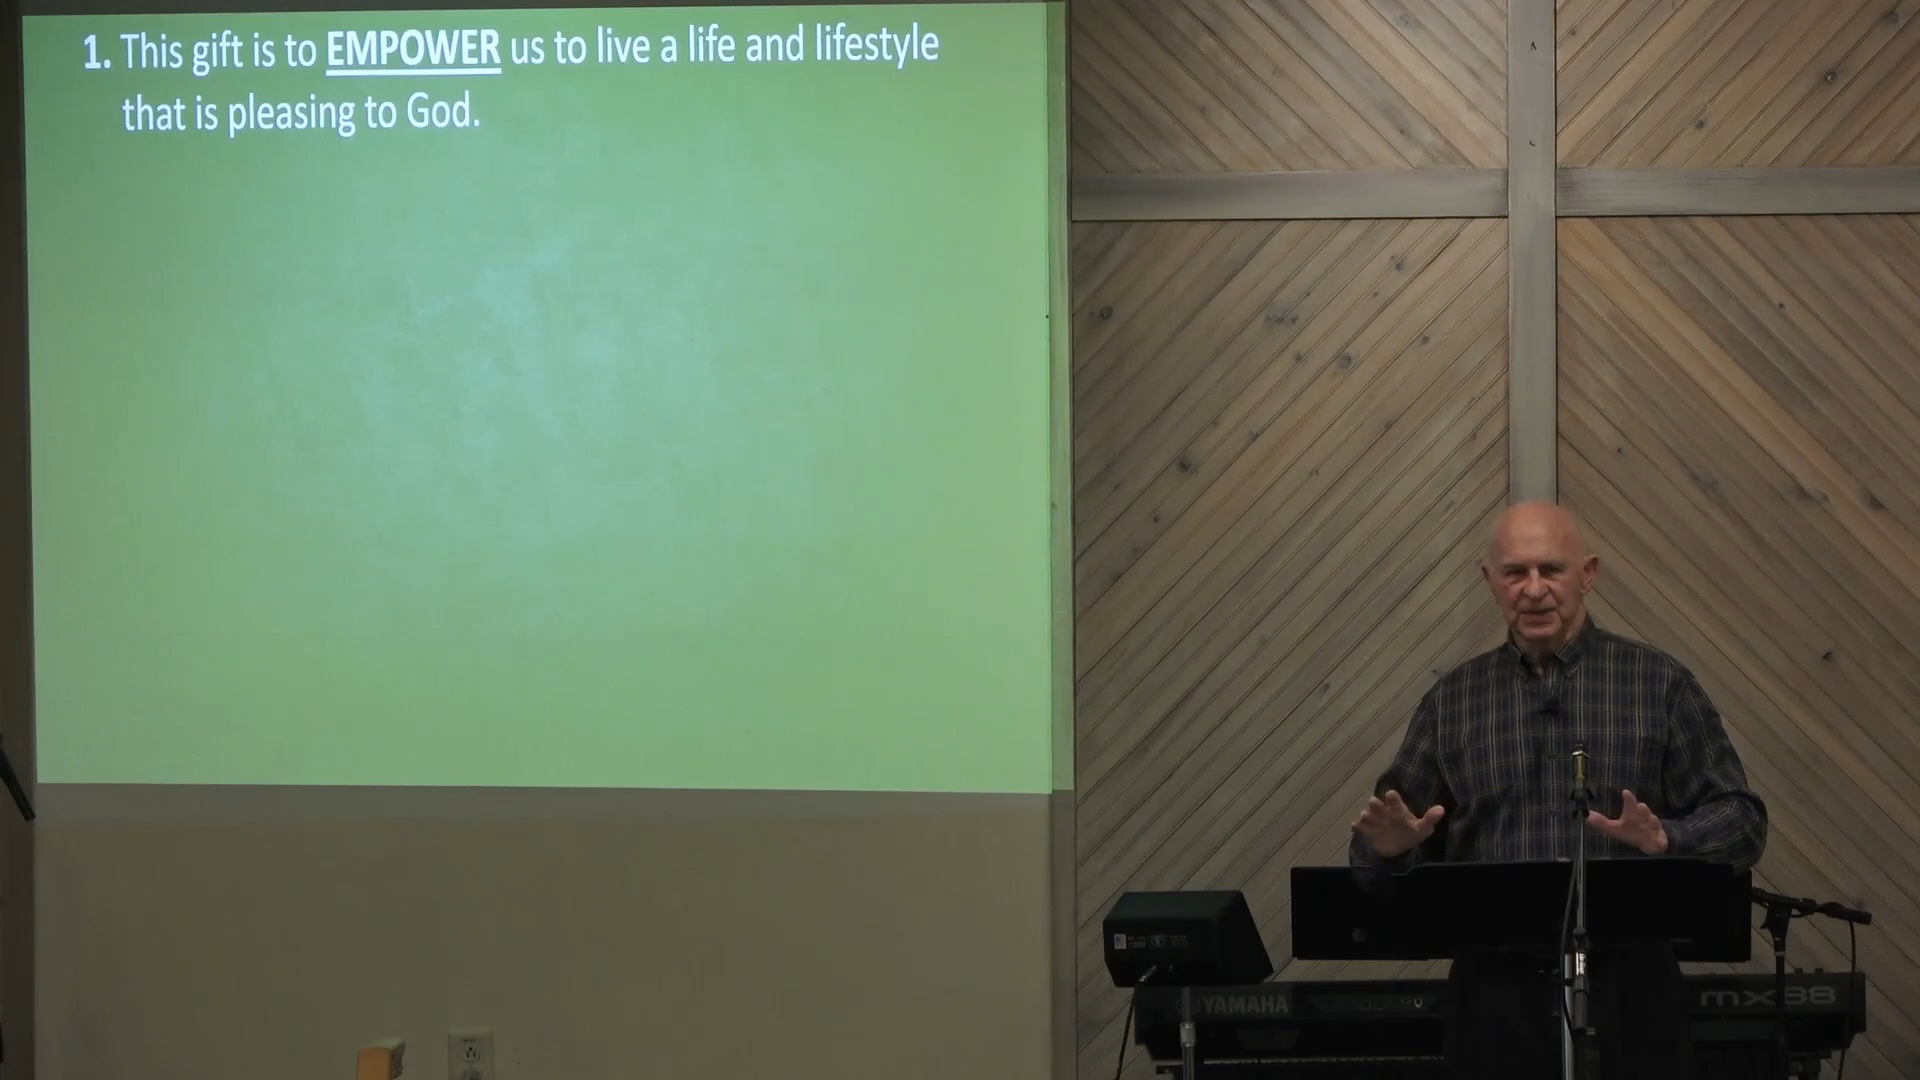 1. This gift is to EMPOWER us to live a life and lifestyle
that is pleasing to God.
YAMAHA
MX88